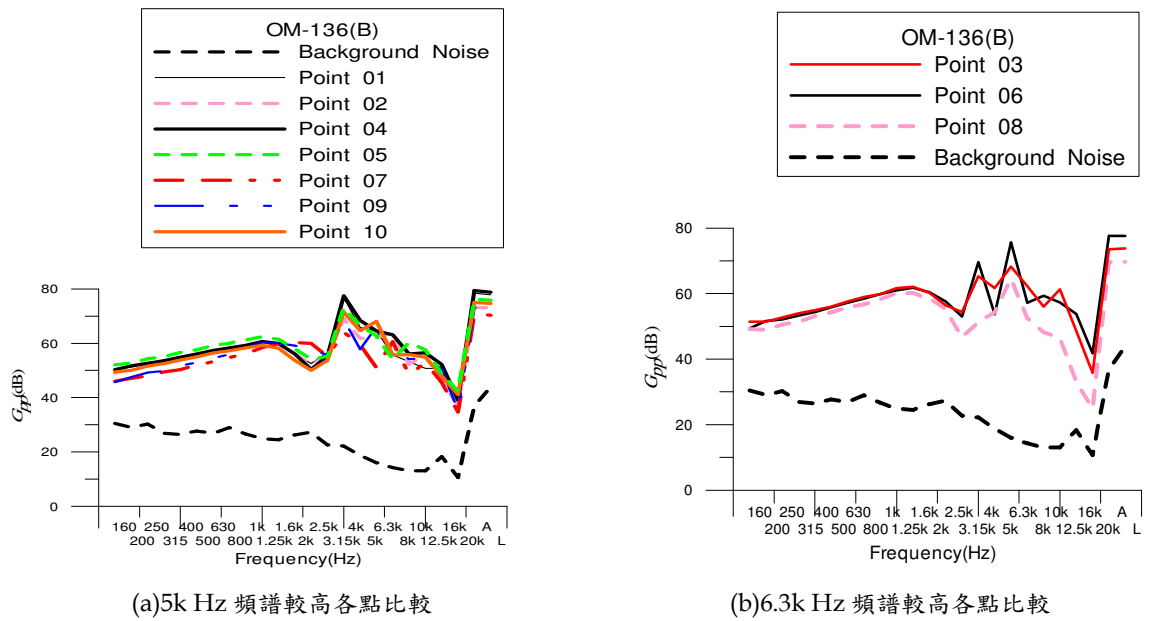 OM-136(B)
Background Noise
Point 01
Point 02
Point 04
Point 05
Point 07
Point 09
Point 10
80
60
40
20
0
Gpp(dB)
160 250 400 630 1k 1.6k 2.5k 4k 6.3k 10k 16k A
200 315 500 800 1.25k 2k 3.15k 5k 8k 12.5k 20k L
Frequency(Hz)
(a)5k Hz 頻譜較高各點比較
OM-136(B)
Point 03
Point 06
Point 08
Background Noise
80
60
40
20
0
Gpp(dB)
160 250 400 630 1k 1.6k 2.5k 4k 6.3k 10k 16k A
200 315 500 800 1.25k 2k 3.15k 5k 8k 12.5k 20k L
Frequency(Hz)
(b)6.3k Hz 頻譜較高各點比較